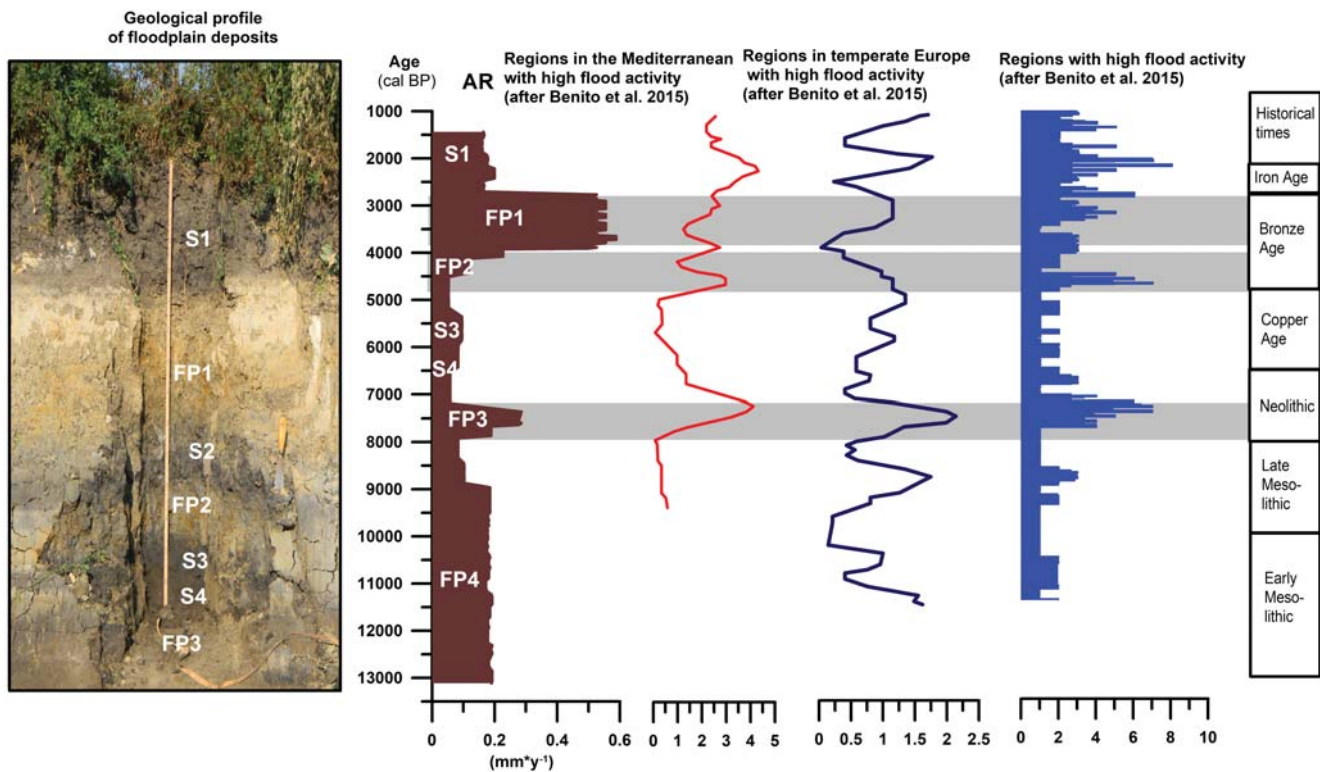 Geological profile
of floodplain deposits
S1
FP1
S2
FP2
S3
S4
FP3
Age
(cal BP)
AR
Regions in the Mediterranean
with high flood activity
(after Benito et al. 2015)
Regions in temperate Europe
with high flood activity
(after Benito et al. 2015)
Regions with high flood activity
(after Benito et al. 2015)
1000
2000
3000
4000
5000
6000
7000
8000
9000
10000
11000
12000
13000
S1
FP1
FP2
S3
S4
FP3
FP4
0 0.2 0.4 0.6
(mm*y⁻¹)
0 1 2 3 4 5
0 0.5 1 1.5 2 2.5
0 2 4 6 8 10
Historical
times
Iron Age
Bronze
Age
Copper
Age
Neolithic
Late
Meso-
lithic
Early
Meso-
lithic